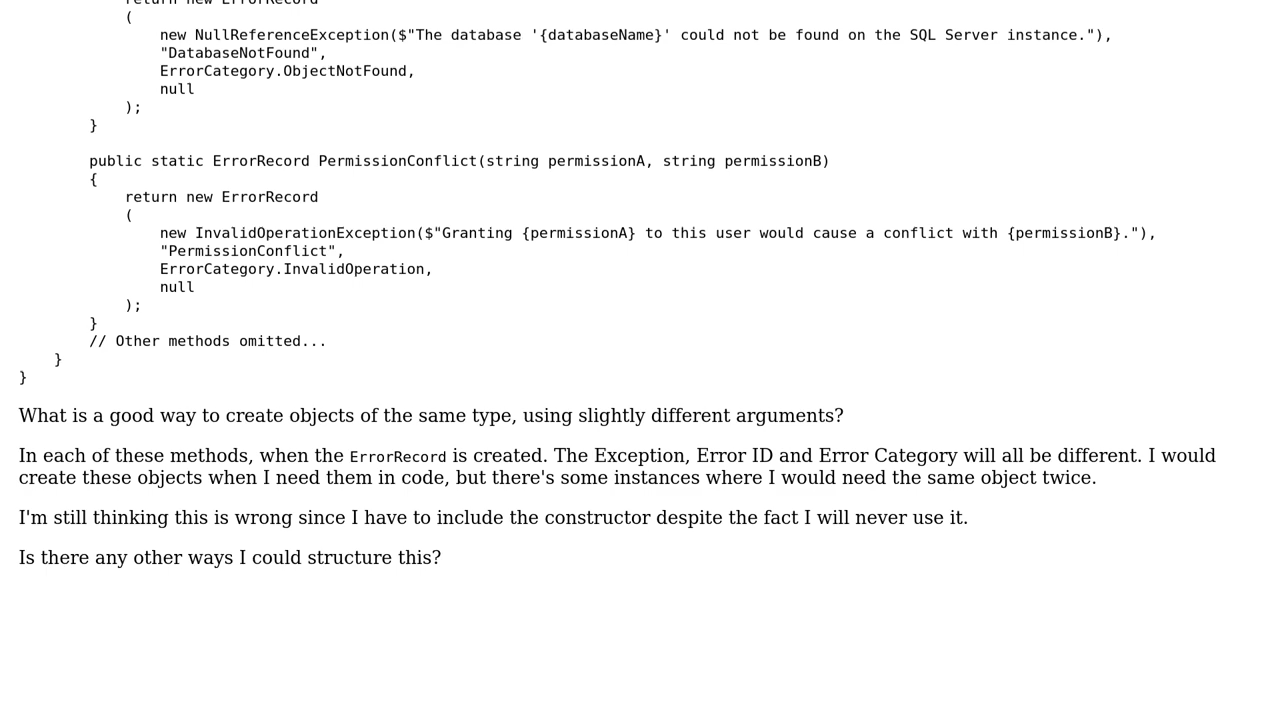 return new ErrorRecord
(
new NullReferenceException($"The database '{databaseName}' could not be found on the SQL Server instance."),
"DatabaseNotFound",
ErrorCategory.ObjectNotFound,
null
);
}
public static ErrorRecord PermissionConflict(string permissionA, string permissionB)
{
return new ErrorRecord
(
new InvalidOperationException($"Granting {permissionA} to this user would cause a conflict with {permissionB}."),
"PermissionConflict",
ErrorCategory.InvalidOperation,
null
);
}
// Other methods omitted...
}
}
What is a good way to create objects of the same type, using slightly different arguments?
In each of these methods, when the ErrorRecord is created. The Exception, Error ID and Error Category will all be different. I would
create these objects when I need them in code, but there's some instances where I would need the same object twice.
I'm still thinking this is wrong since I have to include the constructor despite the fact I will never use it.
Is there any other ways I could structure this?